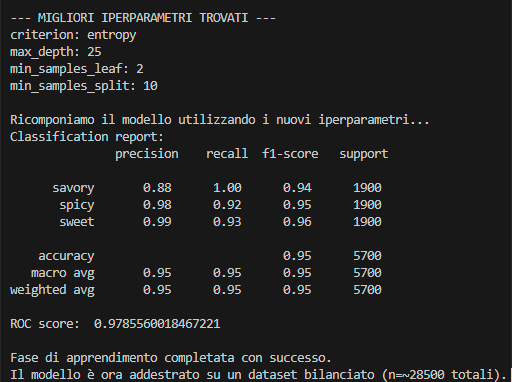 --- MIGLIORI IPERPARAMETRI TROVATI ---
criterion: entropy
max_depth: 25
min_samples_leaf: 2
min_samples_split: 10
Ricomponiamo il modello utilizzando i nuovi iperparametri...
Classification report:
precision recall f1-score support
savory 0.88 1.00 0.94 1900
spicy 0.98 0.92 0.95 1900
sweet 0.99 0.93 0.96 1900
accuracy 0.95 5700
macro avg 0.95 0.95 0.95 5700
weighted avg 0.95 0.95 0.95 5700
ROC score: 0.9785560018467221
Fase di apprendimento completata con successo.
Il modello è ora addestrato su un dataset bilanciato (n=~28500 totali).